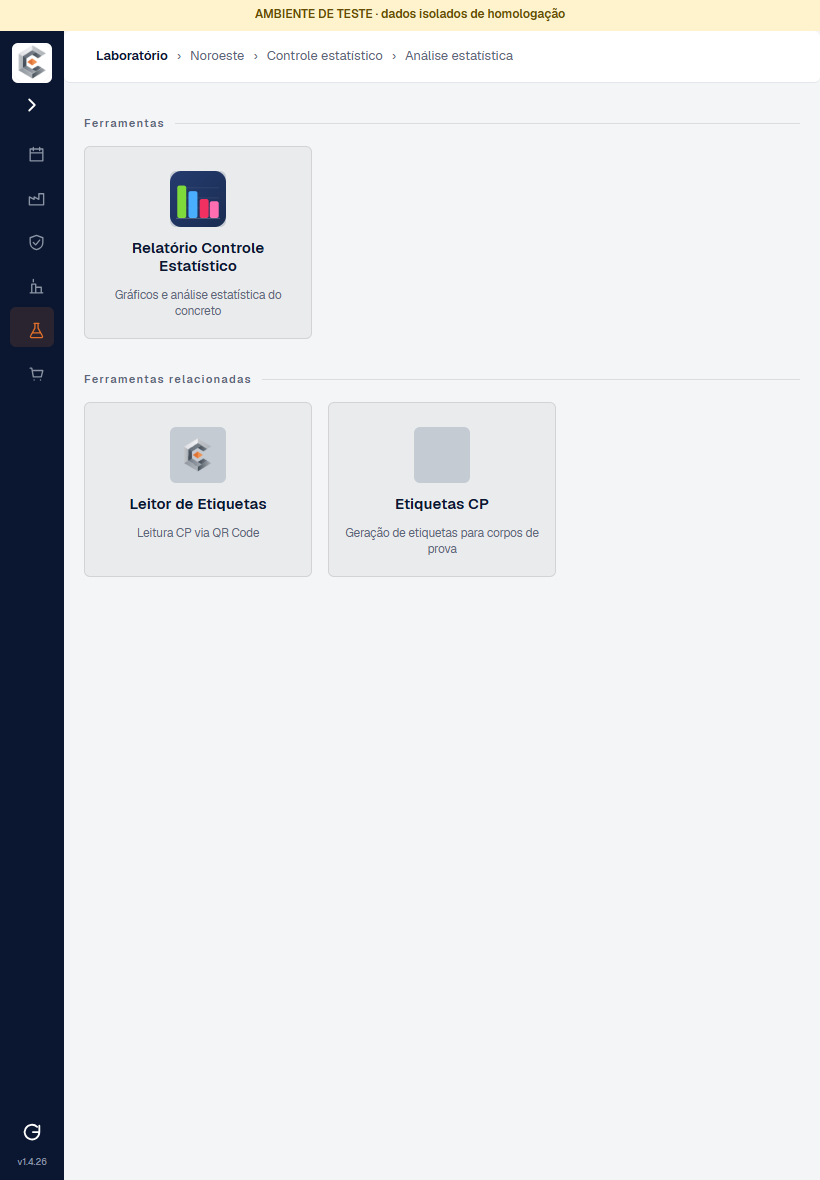 AMBIENTE DE TESTE · dados isolados de homologação
Laboratório › Noroeste › Controle estatístico › Análise estatística
Ferramentas
Relatório Controle
Estatístico
Gráficos e análise estatística do
concreto
Ferramentas relacionadas
Leitor de Etiquetas
Leitura CP via QR Code
Etiquetas CP
Geração de etiquetas para corpos de
prova
v1.4.26